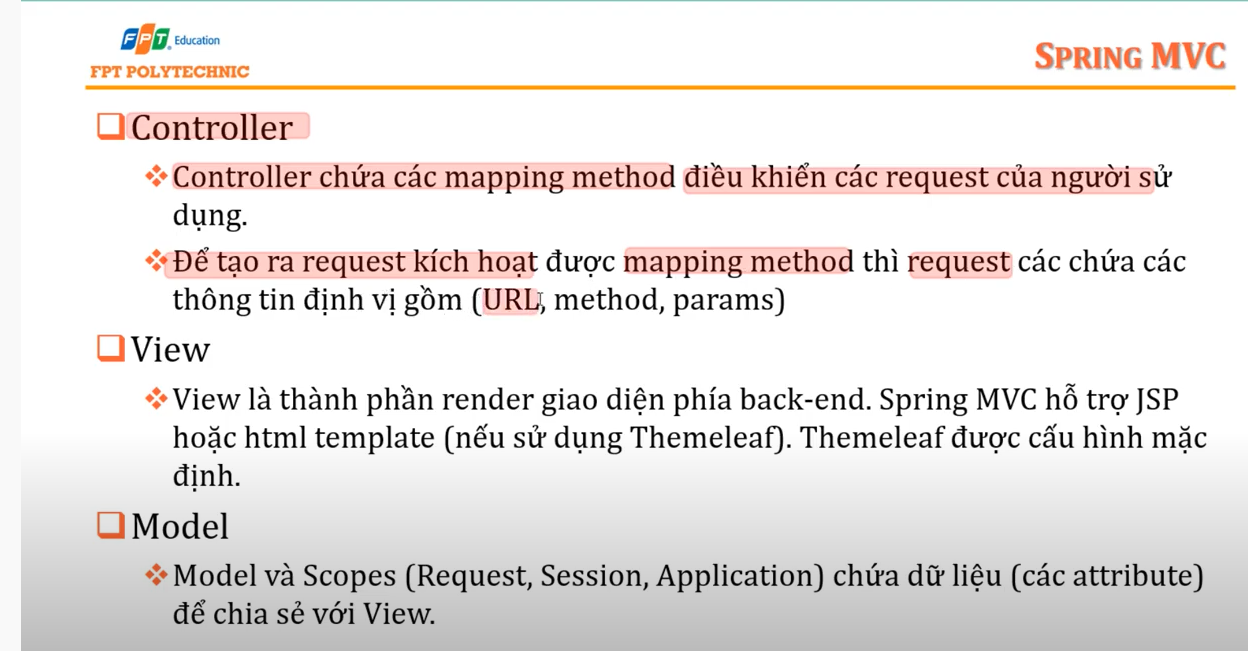 FPT Education
FPT POLYTECHNIC
SPRING MVC
Controller
Controller chứa các mapping method điều khiển các request của người sử
dụng.
Để tạo ra request kích hoạt được mapping method thì request các chứa các
thông tin định vị gồm (URL, method, params)
View
View là thành phần render giao diện phía back-end. Spring MVC hỗ trợ JSP
hoặc html template (nếu sử dụng Themeleaf). Themeleaf được cấu hình mặc
định.
Model
Model và Scopes (Request, Session, Application) chứa dữ liệu (các attribute)
để chia sẻ với View.